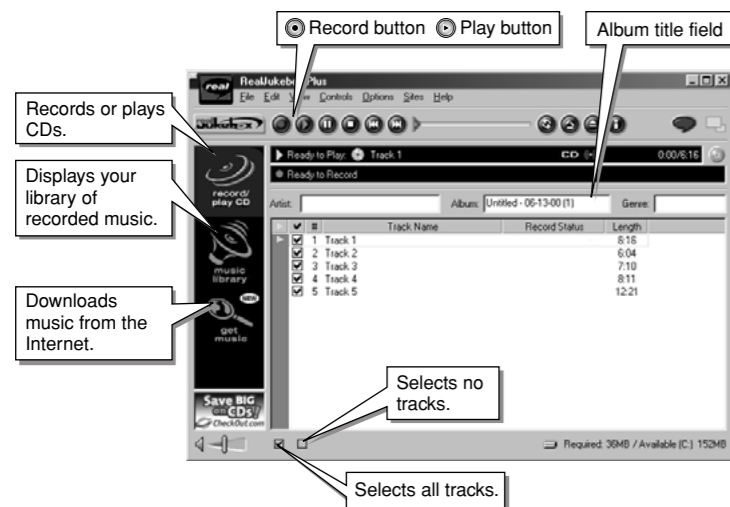 Record button Play button
Album title field
real
RealJukebox Plus
File Edit View Controls Options Sites Help
Records or plays
CDs.
Ready to Play: Track 1 CD 0:00/6:16
Ready to Record
record/
play CD
Displays your
library of
recorded music.
Artist: Album: Untitled - 06-13-00 (1) Genre:
# Track Name Record Status Length
1 Track 1 6:16
2 Track 2 6:04
3 Track 3 7:10
4 Track 4 8:11
5 Track 5 12:21
music
library
NEW
Downloads
music from the
Internet.
get
music
Selects no
tracks.
Save BIG
on CDs!
CheckOut.com
Required: 36MB / Available (C:) 152MB
Selects all tracks.